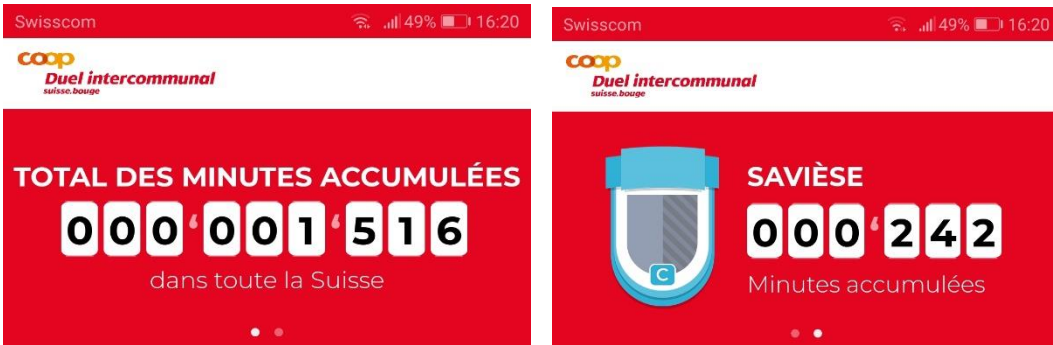 Swisscom 49% 16:20
coop
Duel intercommunal
suisse.bouge
TOTAL DES MINUTES ACCUMULÉES
000‘001‘516
dans toute la Suisse
Swisscom 49% 16:20
coop
Duel intercommunal
suisse.bouge
SAVIÈSE
000‘242
C
Minutes accumulées